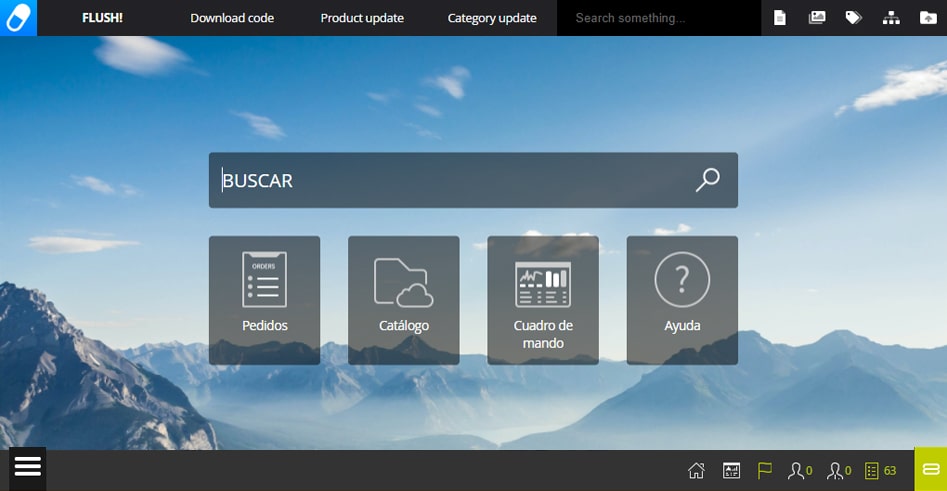 FLUSH! Download code Product update Category update Search something...
BUSCAR
ORDERS
Pedidos Catálogo Cuadro de mando Ayuda
0 0 63